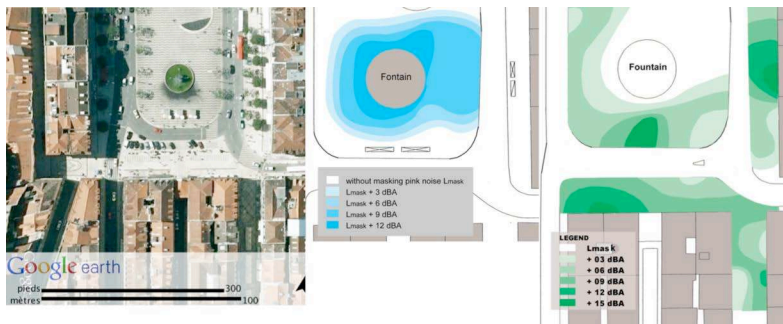 Google earth
pieds 300
mètres 100
Fontain
without masking pink noise Lmask
Lmask + 3 dBA
Lmask + 6 dBA
Lmask + 9 dBA
Lmask + 12 dBA
Fountain
LEGEND
Lmask
+ 03 dBA
+ 06 dBA
+ 09 dBA
+ 12 dBA
+ 15 dBA